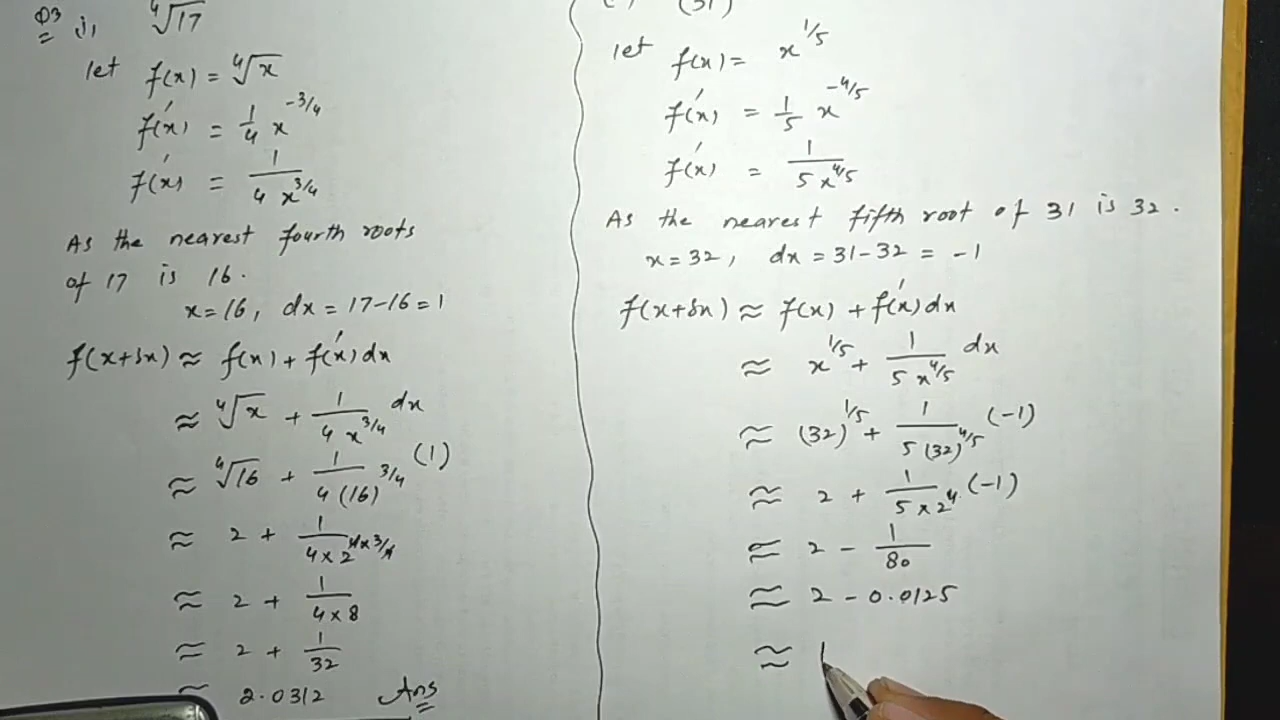 Q3 i, ∜17
let f(x) = ∜x
f'(x) = 1/4 x^(-3/4)
f'(x) = 1/(4 x^(3/4))
As the nearest fourth roots
of 17 is 16.
x=16, dx = 17-16=1
f(x+δx) ≈ f(x) + f'(x)dx
≈ ∜x + 1/(4 x^(3/4)) dx
≈ ∜16 + 1/(4(16)^(3/4)) (1)
≈ 2 + 1/(4×2^(4×3/4))
≈ 2 + 1/(4×8)
≈ 2 + 1/32
≈ 2.0312 Ans
(31)
let f(x) = x^(1/5)
f'(x) = 1/5 x^(-4/5)
f'(x) = 1/(5 x^(4/5))
As the nearest fifth root of 31 is 32.
x=32, dx = 31-32 = -1
f(x+δx) ≈ f(x) + f'(x)dx
≈ x^(1/5) + 1/(5 x^(4/5)) dx
≈ (32)^(1/5) + 1/(5(32)^(4/5)) (-1)
≈ 2 + 1/(5×2^4) (-1)
≈ 2 - 1/80
≈ 2 - 0.0125
≈ 1